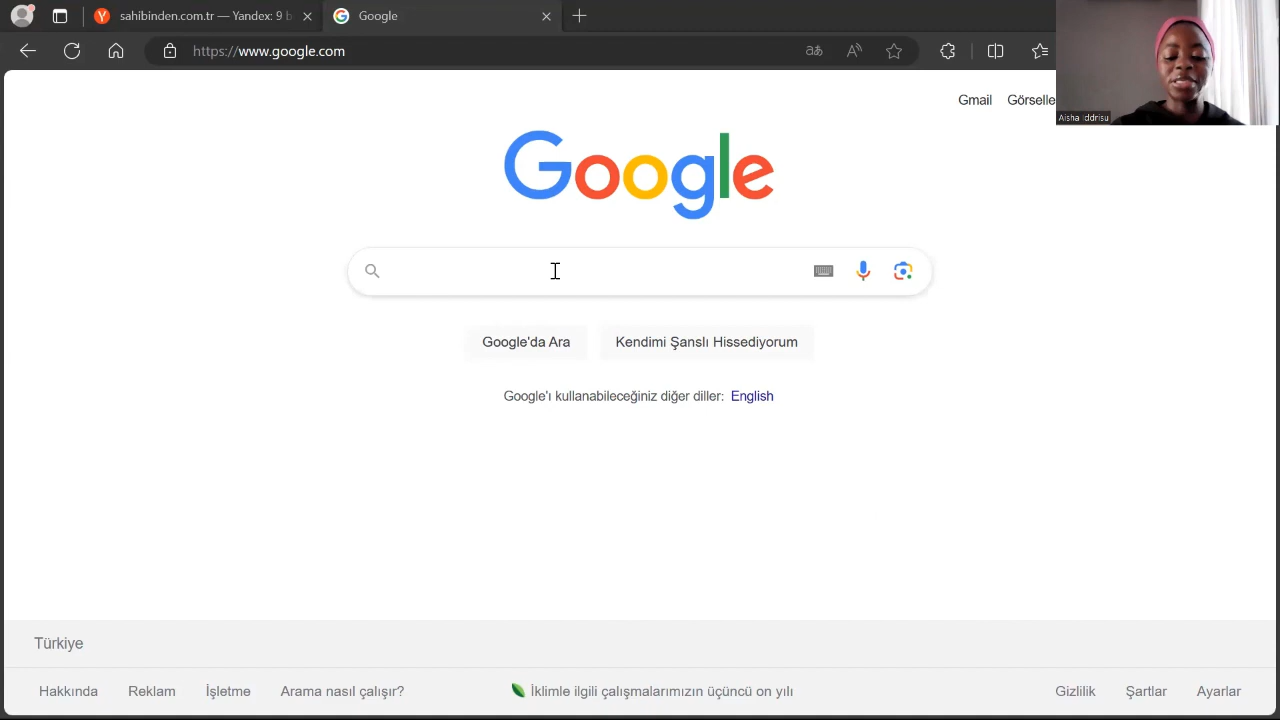 sahibinden.com.tr — Yandex: 9 b
Google
https://www.google.com
Gmail Görselle
Aisha Iddrisu
Google
Google'da Ara
Kendimi Şanslı Hissediyorum
Google'ı kullanabileceğiniz diğer diller: English
Türkiye
Hakkında Reklam İşletme Arama nasıl çalışır? İklimle ilgili çalışmalarımızın üçüncü on yılı Gizlilik Şartlar Ayarlar